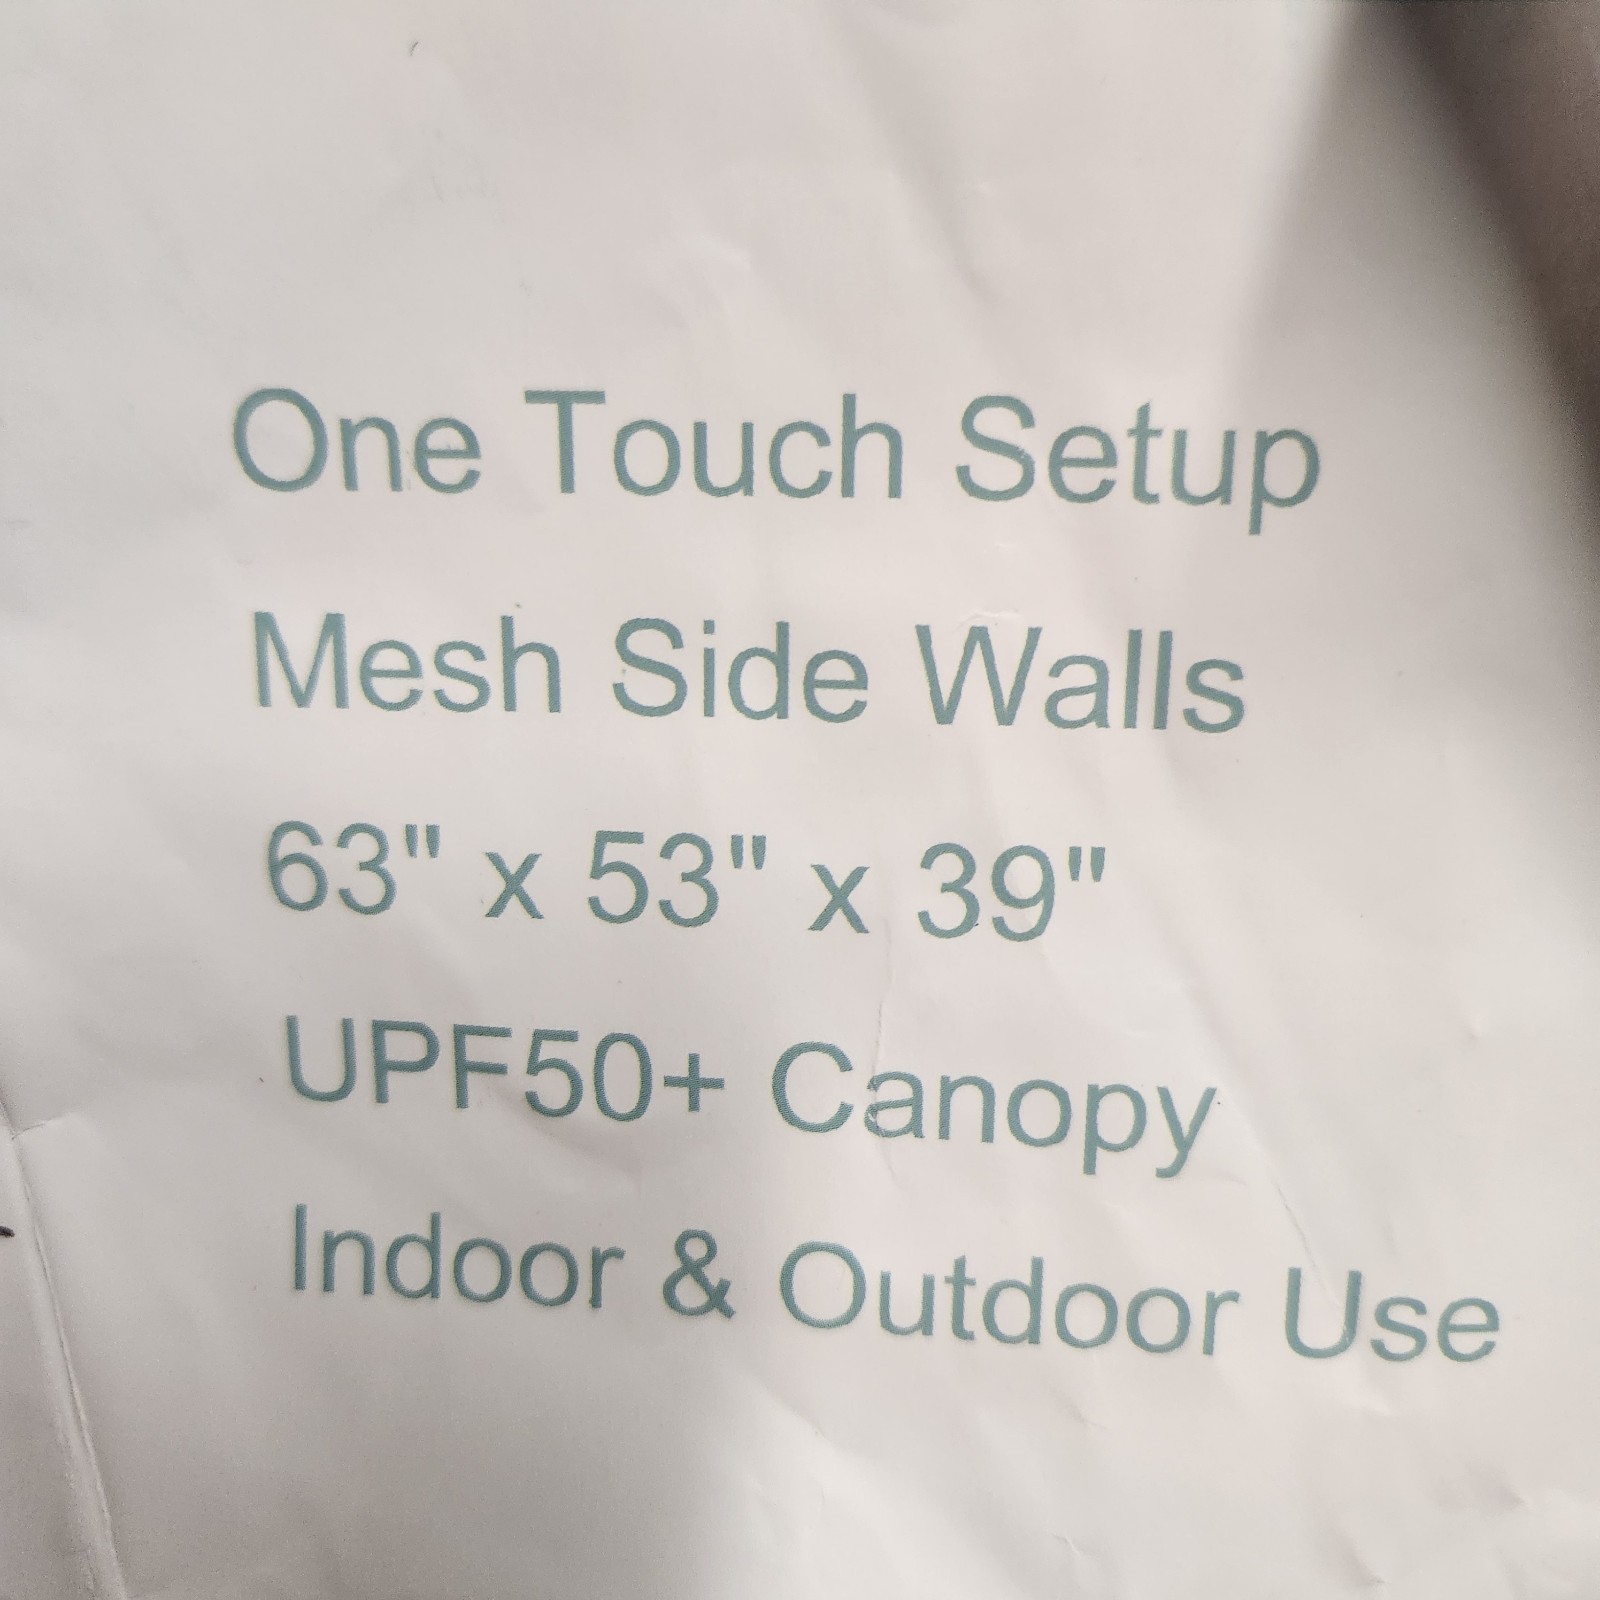 One Touch Setup
Mesh Side Walls
63" x 53" x 39"
UPF50+ Canopy
Indoor & Outdoor Use